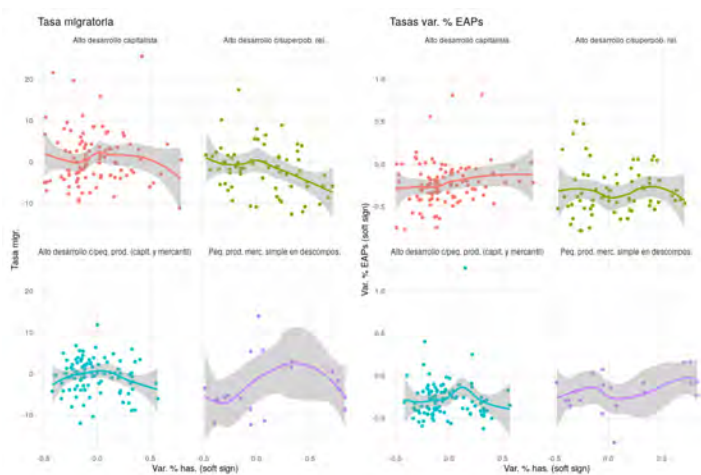 Tasa migratoria
Alto desarrollo capitalista
Alto desarrollo c/superpob. rel.
20
10
0
-10
Alto desarrollo c/peq. prod. (capit. y mercantil)
Peq. prod. merc. simple en descompos.
20
10
0
-10
-0.5
0.0
0.5
-0.5
0.0
0.5
Tasa migr.
Var. % has. (soft sign)
Tasas var. % EAPs
Alto desarrollo capitalista
Alto desarrollo c/superpob. rel.
1.0
0.5
0.0
-0.5
Alto desarrollo c/peq. prod. (capit. y mercantil)
Peq. prod. merc. simple en descompos.
1.0
0.5
0.0
-0.5
-0.5
0.0
0.5
-0.5
0.0
0.5
Var. % EAPs (soft sign)
Var. % has. (soft sign)